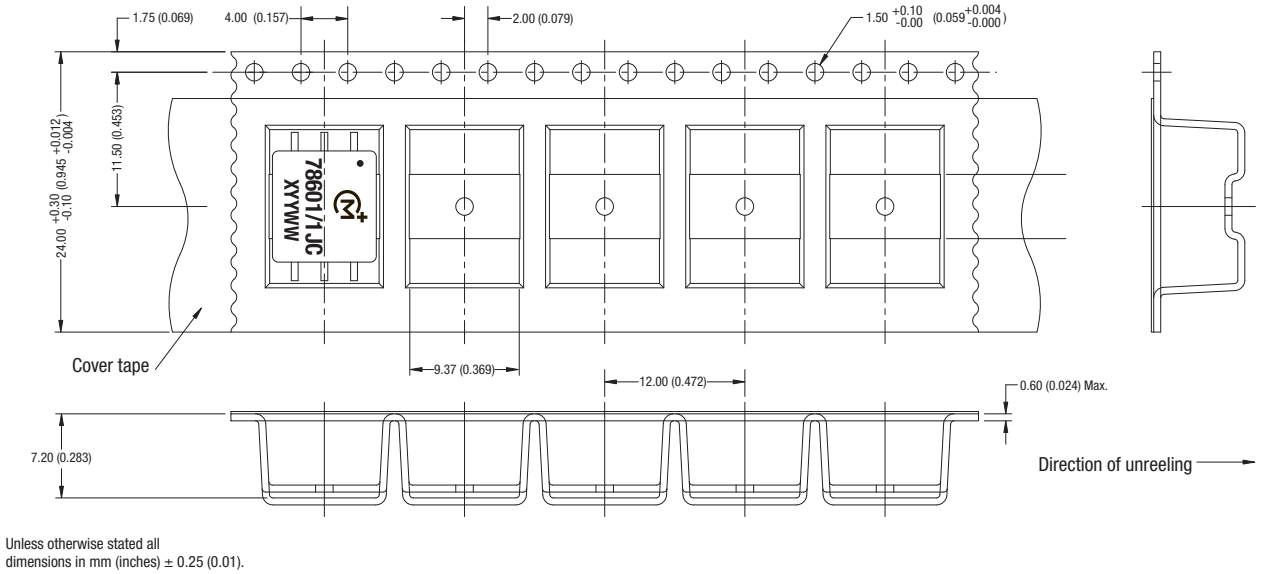 1.75 (0.069)
4.00 (0.157)
2.00 (0.079)
1.50 +0.10 -0.00 (0.059 +0.004 -0.000)
24.00 +0.30 -0.10 (0.945 +0.012 -0.004)
11.50 (0.453)
M+
78601/1JC
XYYWW
Cover tape
9.37 (0.369)
12.00 (0.472)
0.60 (0.024) Max.
7.20 (0.283)
Direction of unreeling
Unless otherwise stated all
dimensions in mm (inches) ± 0.25 (0.01).